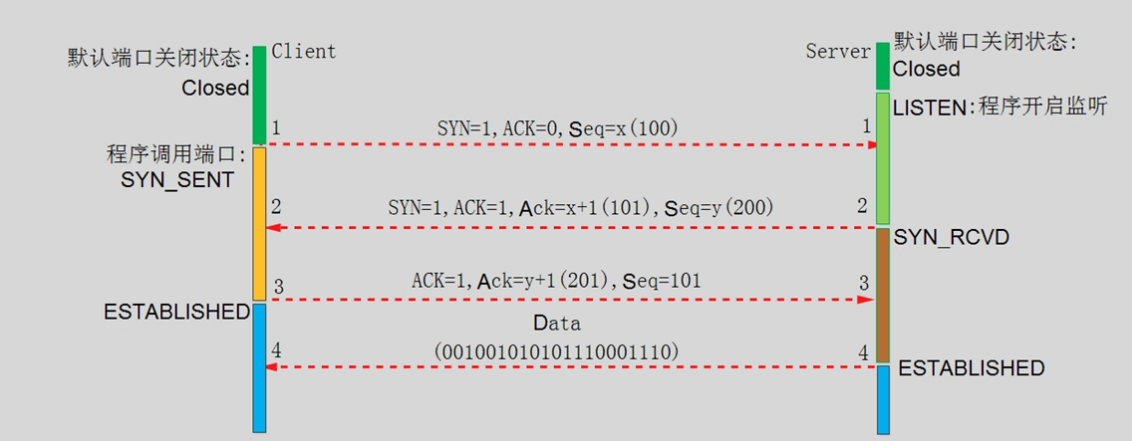 默认端口关闭状态:
Closed
Client
Server
默认端口关闭状态:
Closed
LISTEN:程序开启监听
1
SYN=1,ACK=0,Seq=x(100)
1
程序调用端口:
SYN_SENT
2
SYN=1,ACK=1,Ack=x+1(101),Seq=y(200)
2
SYN_RCVD
3
ACK=1,Ack=y+1(201),Seq=101
3
ESTABLISHED
Data
4
(001001010101110001110)
4
ESTABLISHED